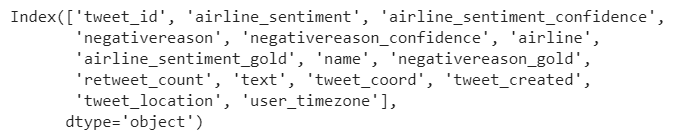 Index(['tweet_id', 'airline_sentiment', 'airline_sentiment_confidence',
'negativereason', 'negativereason_confidence', 'airline',
'airline_sentiment_gold', 'name', 'negativereason_gold',
'retweet_count', 'text', 'tweet_coord', 'tweet_created',
'tweet_location', 'user_timezone'],
dtype='object')